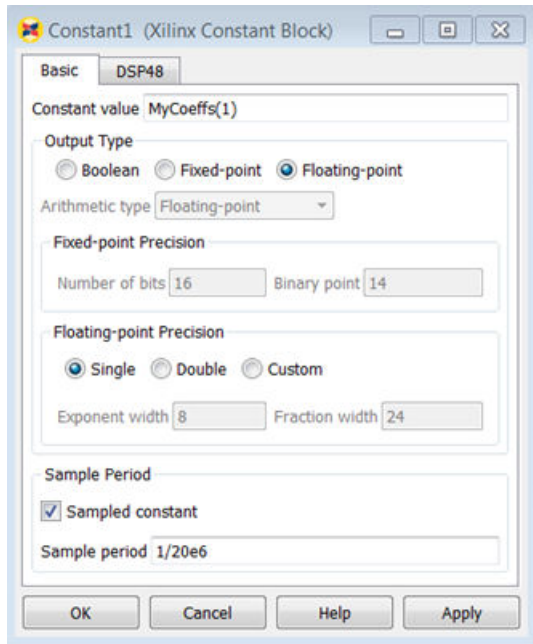 Constant1 (Xilinx Constant Block)
Basic DSP48
Constant value MyCoeffs(1)
Output Type
Boolean Fixed-point Floating-point
Arithmetic type Floating-point
Fixed-point Precision
Number of bits 16 Binary point 14
Floating-point Precision
Single Double Custom
Exponent width 8 Fraction width 24
Sample Period
Sampled constant
Sample period 1/20e6
OK Cancel Help Apply